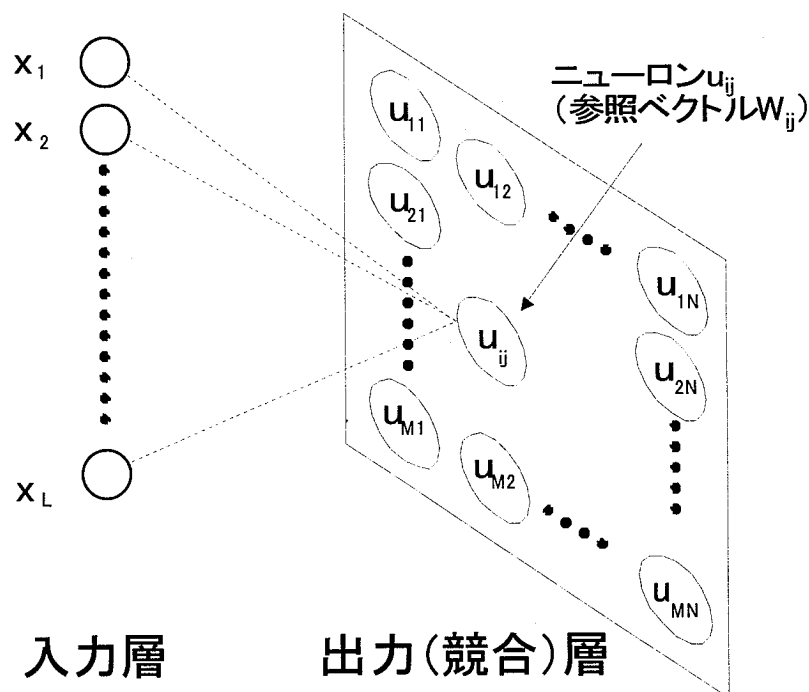 x1
x2
xL
ニューロンuij
(参照ベクトルWij)
u11
u12
u21
u1N
uij
u2N
uM1
uM2
uMN
入力層
出力(競合)層